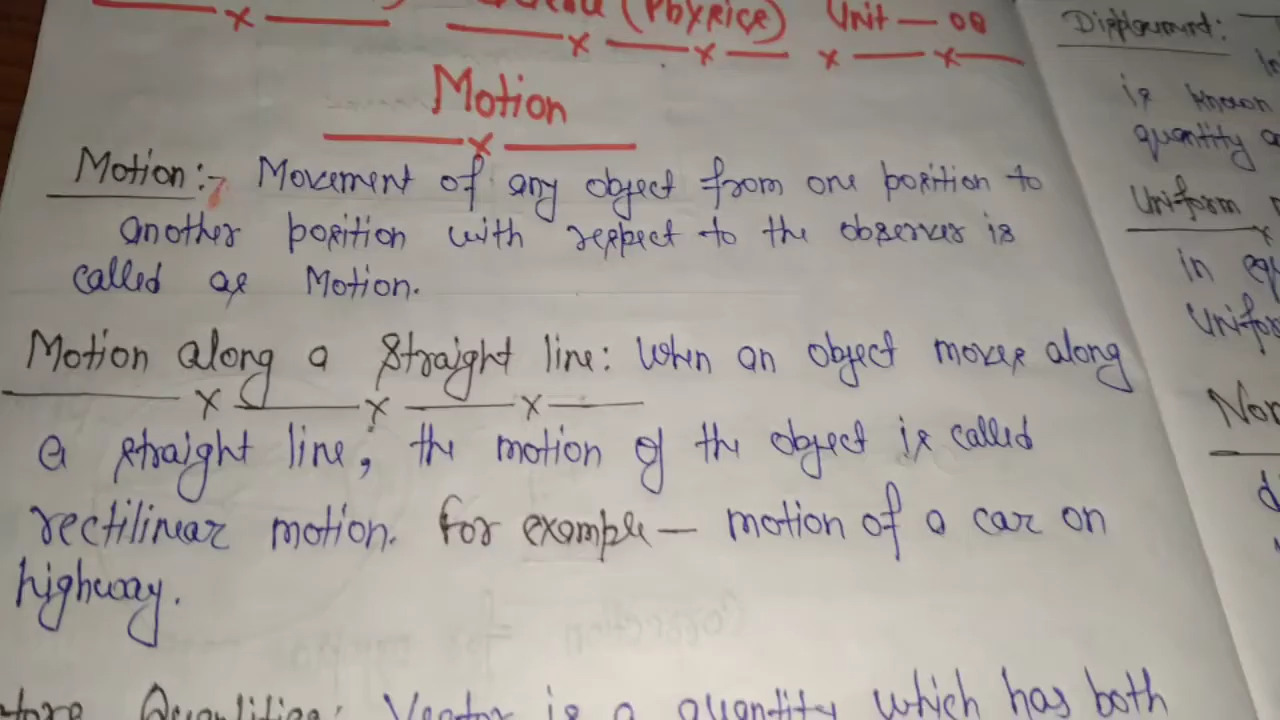 (Physics) Unit — 08
Motion
Motion:- Movement of any object from one position to
another position with respect to the observer is
called as Motion.
Motion along a straight line: When an object moves along
a straight line, the motion of the object is called
rectilinear motion. For example — motion of a car on
highway.
Quantities: Vector is a quantity which has both
Displacement:
is known
quantity
Uniform
in